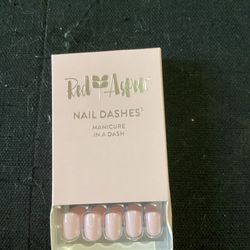 Red Aspen
NAIL DASHES®
MANICURE
IN A DASH